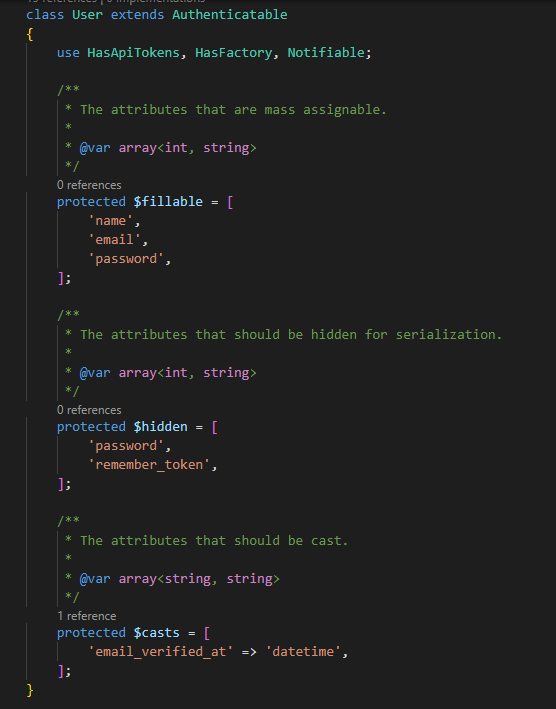 class User extends Authenticatable
{
use HasApiTokens, HasFactory, Notifiable;
/**
* The attributes that are mass assignable.
*
* @var array<int, string>
*/
0 references
protected $fillable = [
'name',
'email',
'password',
];
/**
* The attributes that should be hidden for serialization.
*
* @var array<int, string>
*/
0 references
protected $hidden = [
'password',
'remember_token',
];
/**
* The attributes that should be cast.
*
* @var array<string, string>
*/
1 reference
protected $casts = [
'email_verified_at' => 'datetime',
];
}